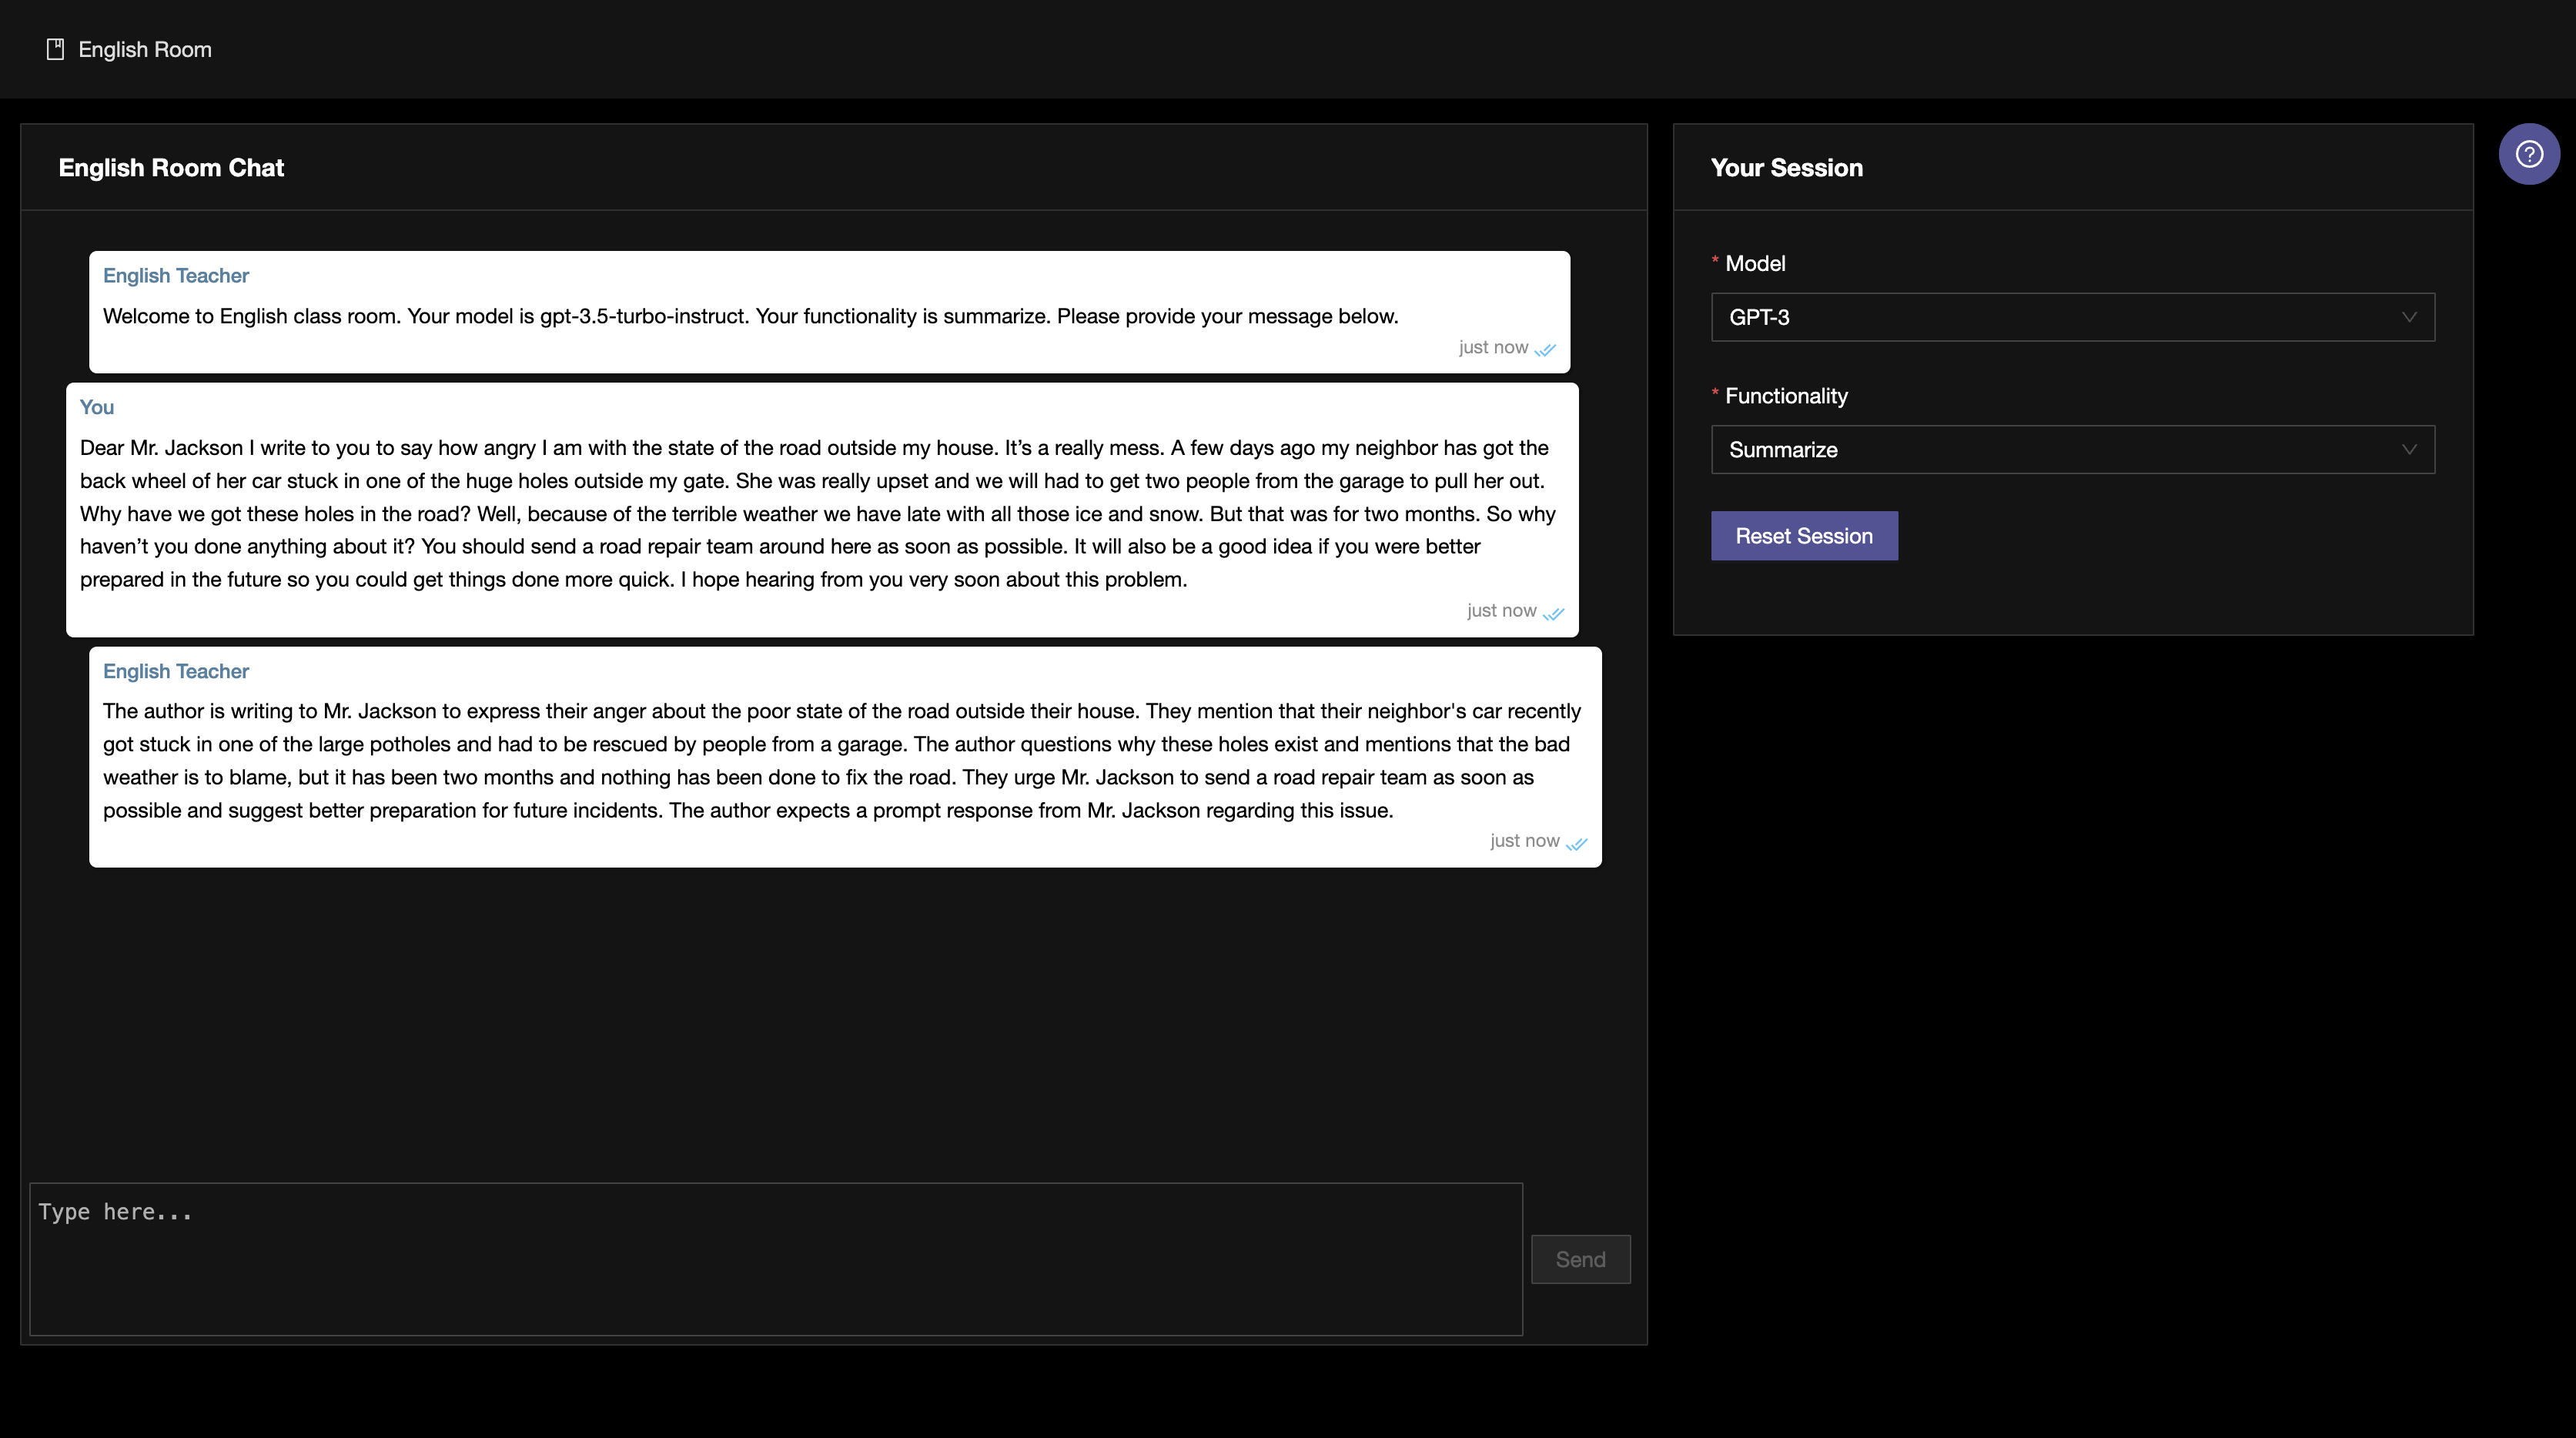 English Room
English Room Chat
English Teacher
Welcome to English class room. Your model is gpt-3.5-turbo-instruct. Your functionality is summarize. Please provide your message below.
just now
You
Dear Mr. Jackson I write to you to say how angry I am with the state of the road outside my house. It’s a really mess. A few days ago my neighbor has got the
back wheel of her car stuck in one of the huge holes outside my gate. She was really upset and we will had to get two people from the garage to pull her out.
Why have we got these holes in the road? Well, because of the terrible weather we have late with all those ice and snow. But that was for two months. So why
haven’t you done anything about it? You should send a road repair team around here as soon as possible. It will also be a good idea if you were better
prepared in the future so you could get things done more quick. I hope hearing from you very soon about this problem.
just now
English Teacher
The author is writing to Mr. Jackson to express their anger about the poor state of the road outside their house. They mention that their neighbor's car recently
got stuck in one of the large potholes and had to be rescued by people from a garage. The author questions why these holes exist and mentions that the bad
weather is to blame, but it has been two months and nothing has been done to fix the road. They urge Mr. Jackson to send a road repair team as soon as
possible and suggest better preparation for future incidents. The author expects a prompt response from Mr. Jackson regarding this issue.
just now
Type here...
Send
Your Session
* Model
GPT-3
* Functionality
Summarize
Reset Session
?